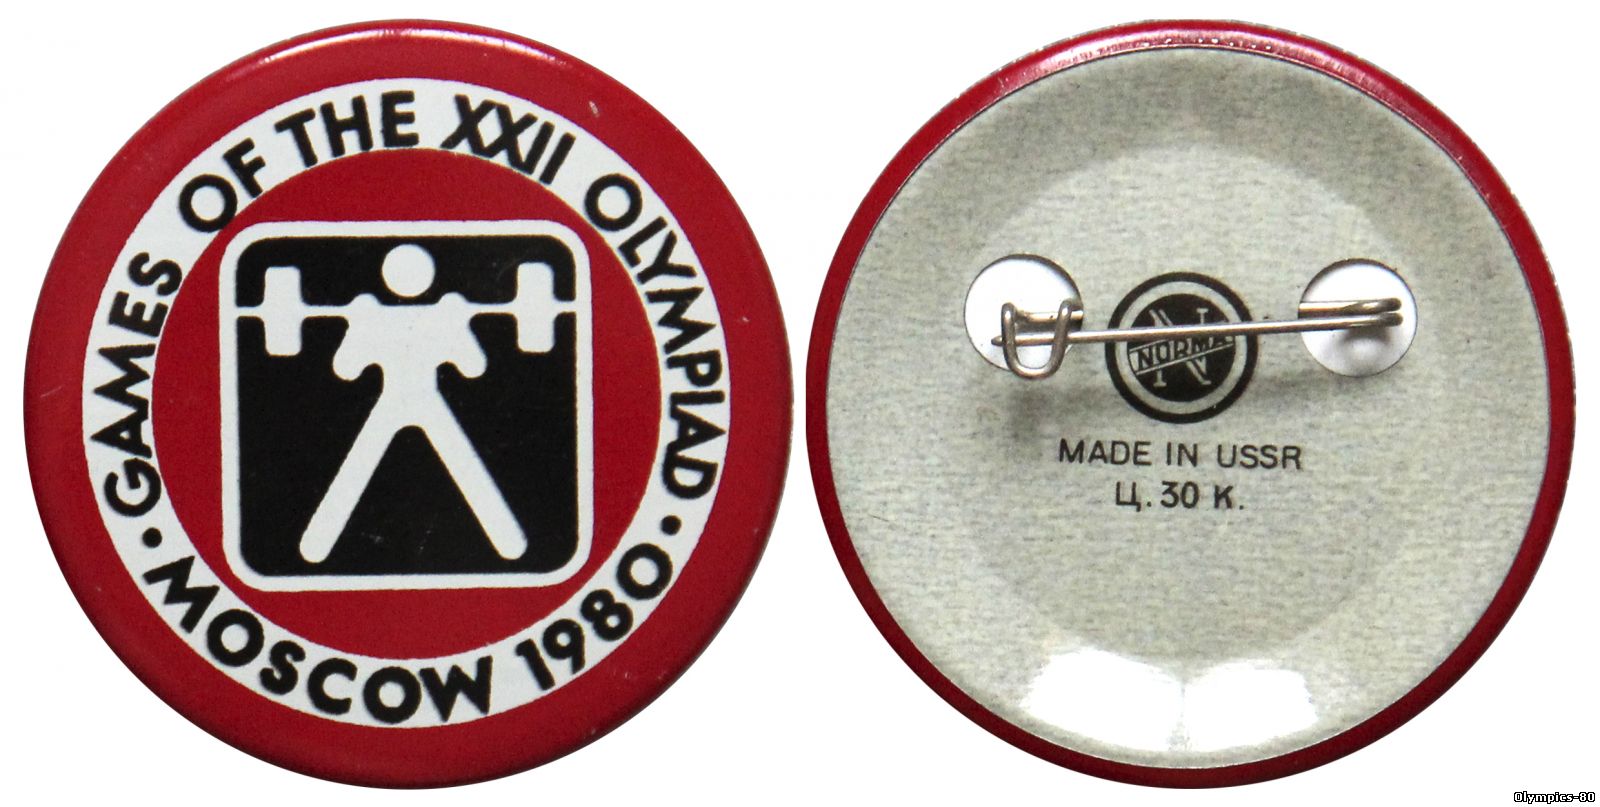 • GAMES OF THE XXII OLYMPIAD •
MOSCOW 1980
N
NORMA
MADE IN USSR
Ц. 30 К.
Olympics-80